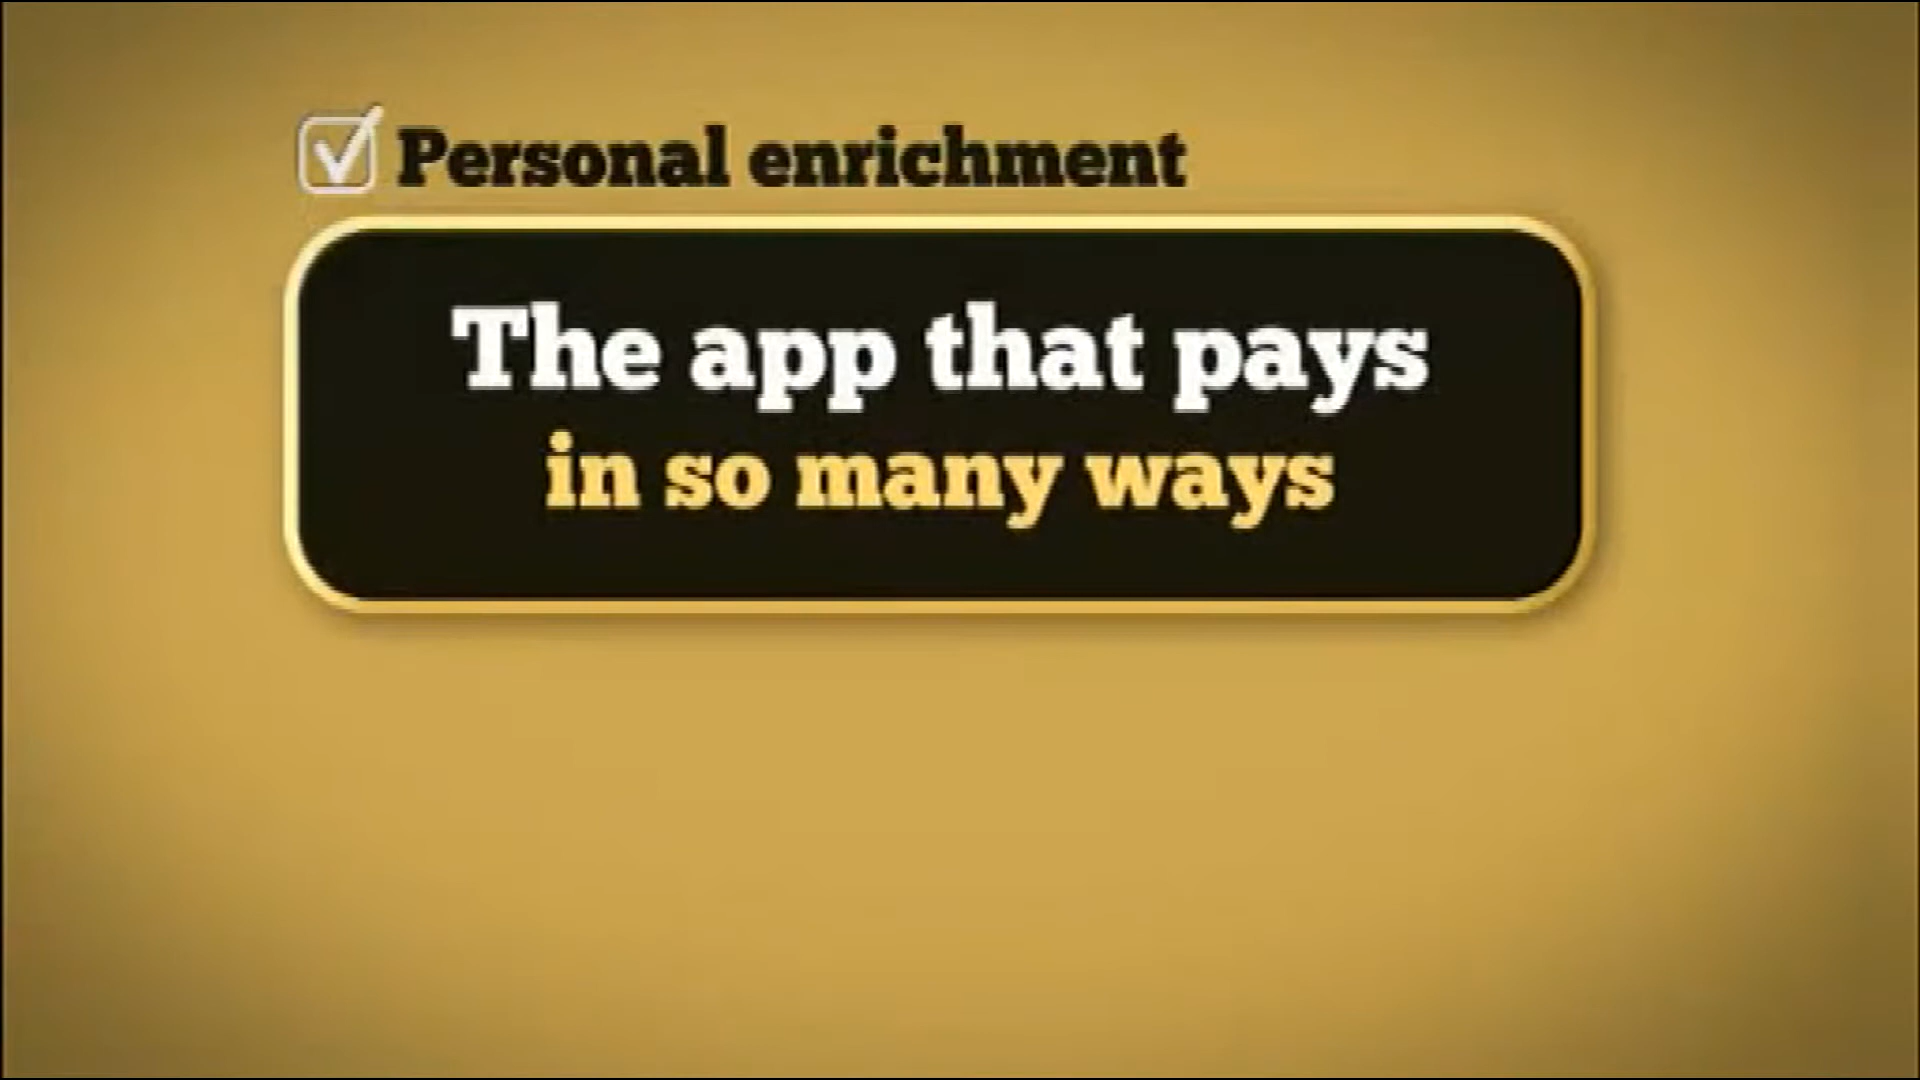 Personal enrichment
The app that pays
in so many ways